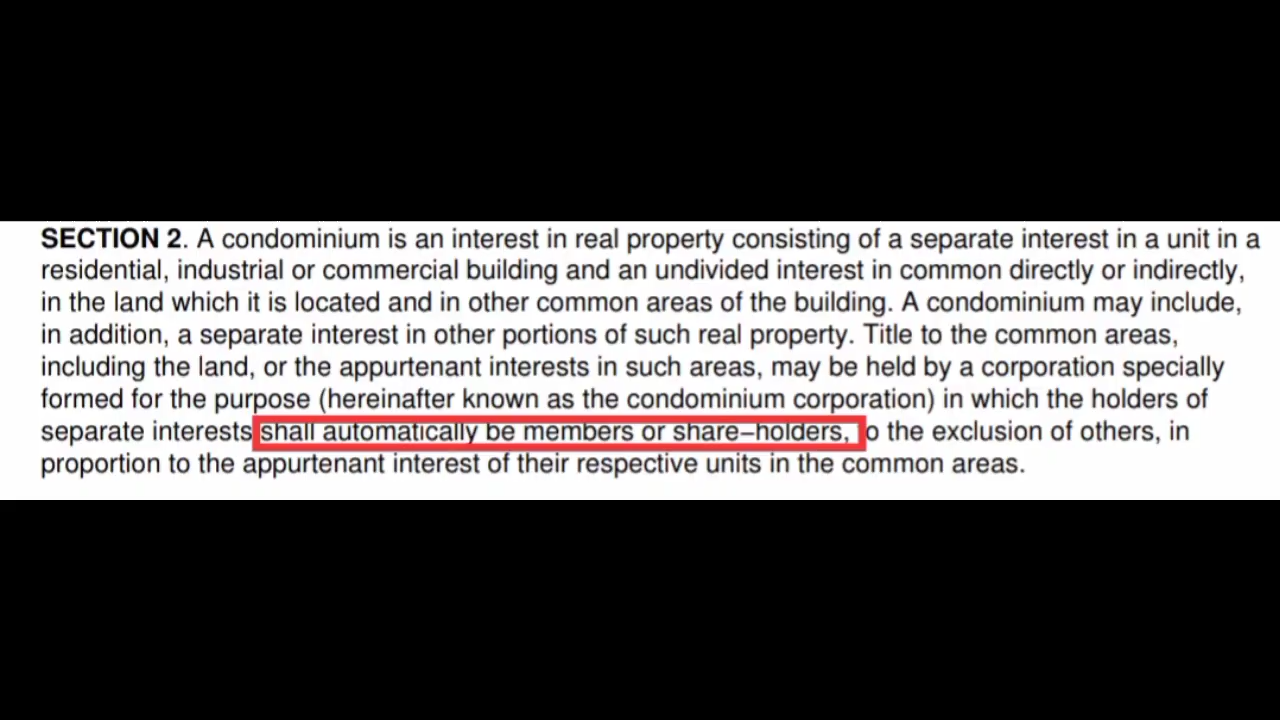 SECTION 2. A condominium is an interest in real property consisting of a separate interest in a unit in a
residential, industrial or commercial building and an undivided interest in common directly or indirectly,
in the land which it is located and in other common areas of the building. A condominium may include,
in addition, a separate interest in other portions of such real property. Title to the common areas,
including the land, or the appurtenant interests in such areas, may be held by a corporation specially
formed for the purpose (hereinafter known as the condominium corporation) in which the holders of
separate interests shall automatically be members or share–holders, to the exclusion of others, in
proportion to the appurtenant interest of their respective units in the common areas.